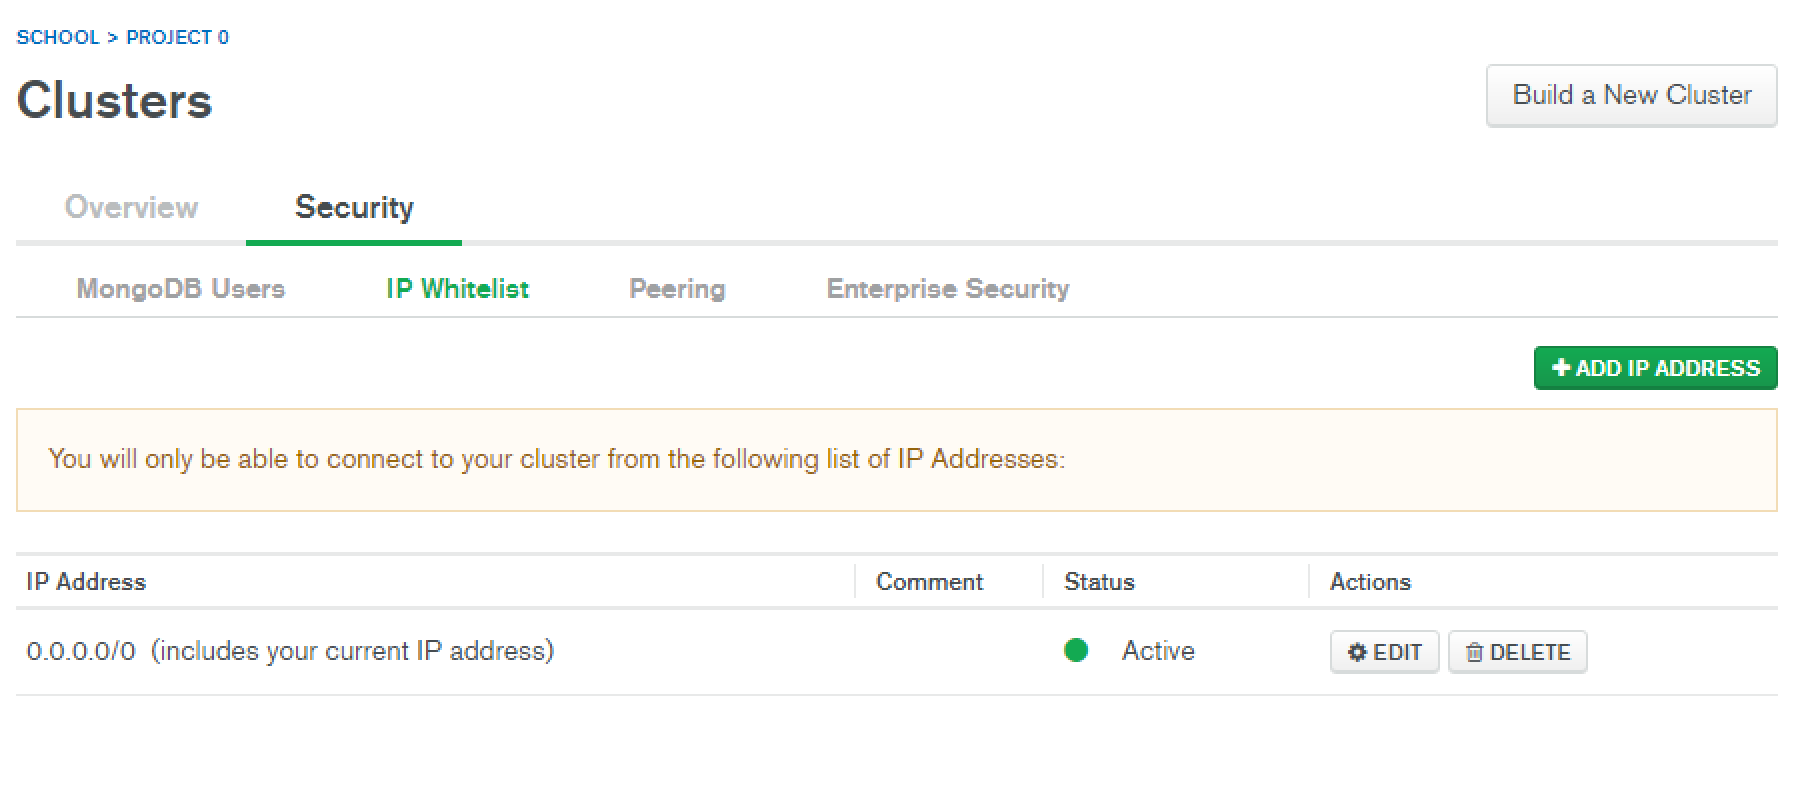 SCHOOL > PROJECT 0
Clusters
Build a New Cluster
Overview Security
MongoDB Users IP Whitelist Peering Enterprise Security
+ ADD IP ADDRESS
You will only be able to connect to your cluster from the following list of IP Addresses:
IP Address Comment Status Actions
0.0.0.0/0 (includes your current IP address) Active EDIT DELETE